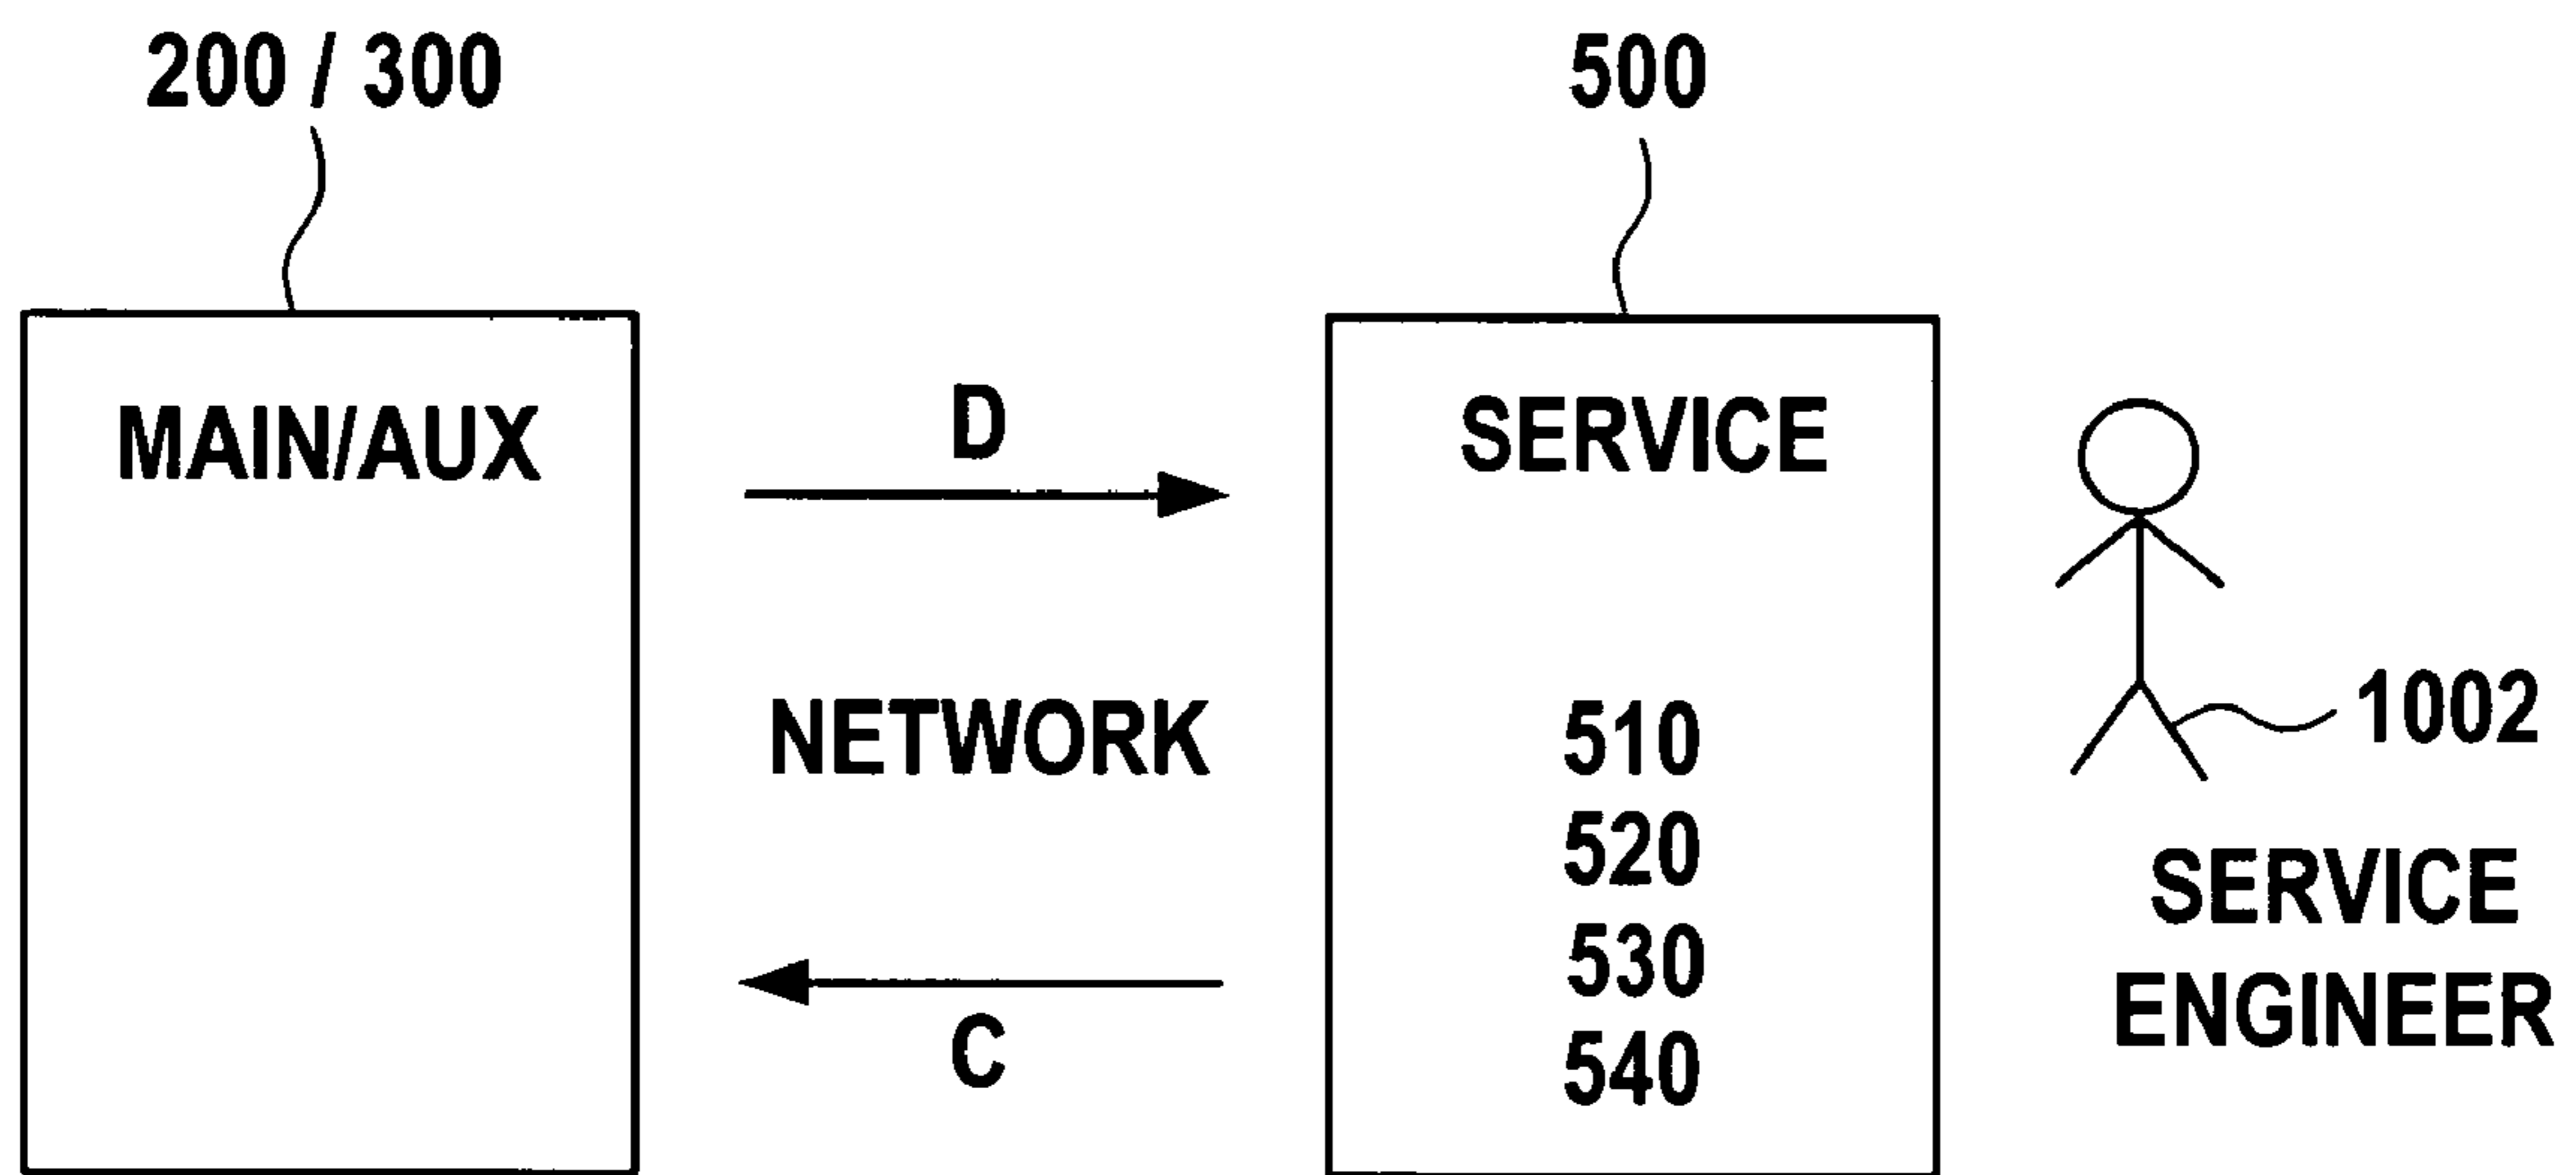 200 / 300
500
MAIN/AUX
D
SERVICE
NETWORK
510
520
530
540
C
1002
SERVICE
ENGINEER